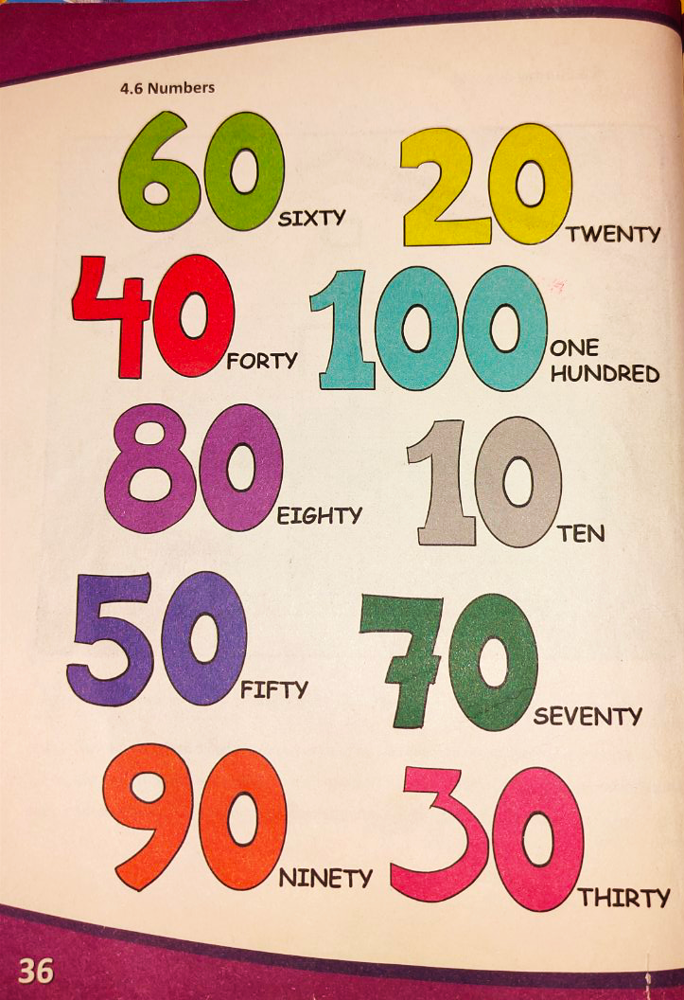 4.6 Numbers
60 SIXTY
20 TWENTY
40 FORTY
100 ONE
HUNDRED
80 EIGHTY
10 TEN
50 FIFTY
70 SEVENTY
90 NINETY
30 THIRTY
36